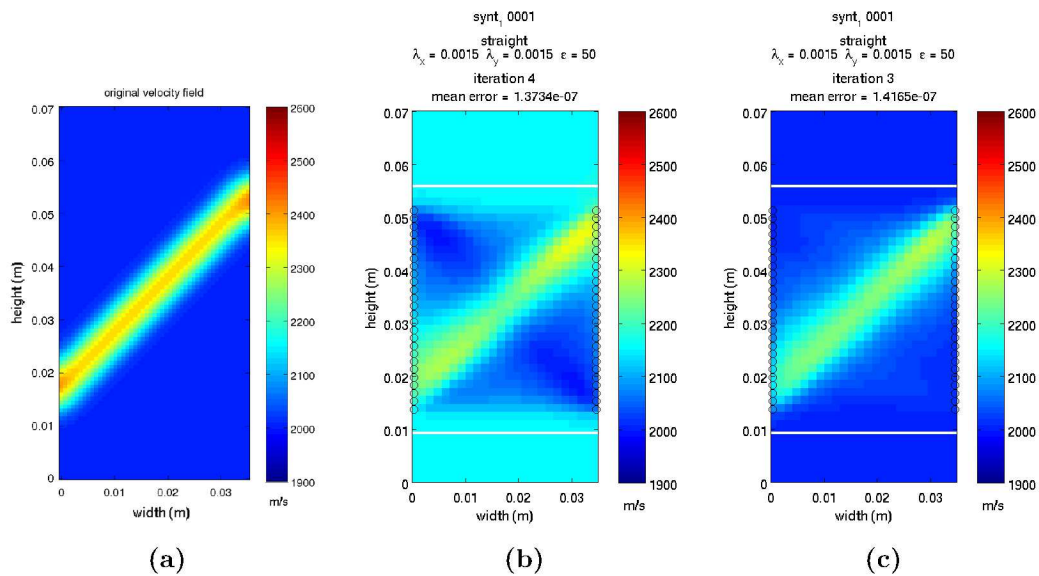 original velocity field
0.07
0.06
0.05
0.04
0.03
0.02
0.01
0
height (m)
0
0.01
0.02
0.03
width (m)
2600
2500
2400
2300
2200
2100
2000
1900
m/s
(a)
synt₁ 0001
straight
λx = 0.0015 λy = 0.0015 ε = 50
iteration 4
mean error = 1.3734e-07
0.07
0.06
0.05
0.04
0.03
0.02
0.01
0
height (m)
0
0.01
0.02
0.03
width (m)
2600
2500
2400
2300
2200
2100
2000
1900
m/s
(b)
synt₁ 0001
straight
λx = 0.0015 λy = 0.0015 ε = 50
iteration 3
mean error = 1.4165e-07
0.07
0.06
0.05
0.04
0.03
0.02
0.01
0
height (m)
0
0.01
0.02
0.03
width (m)
2600
2500
2400
2300
2200
2100
2000
1900
m/s
(c)